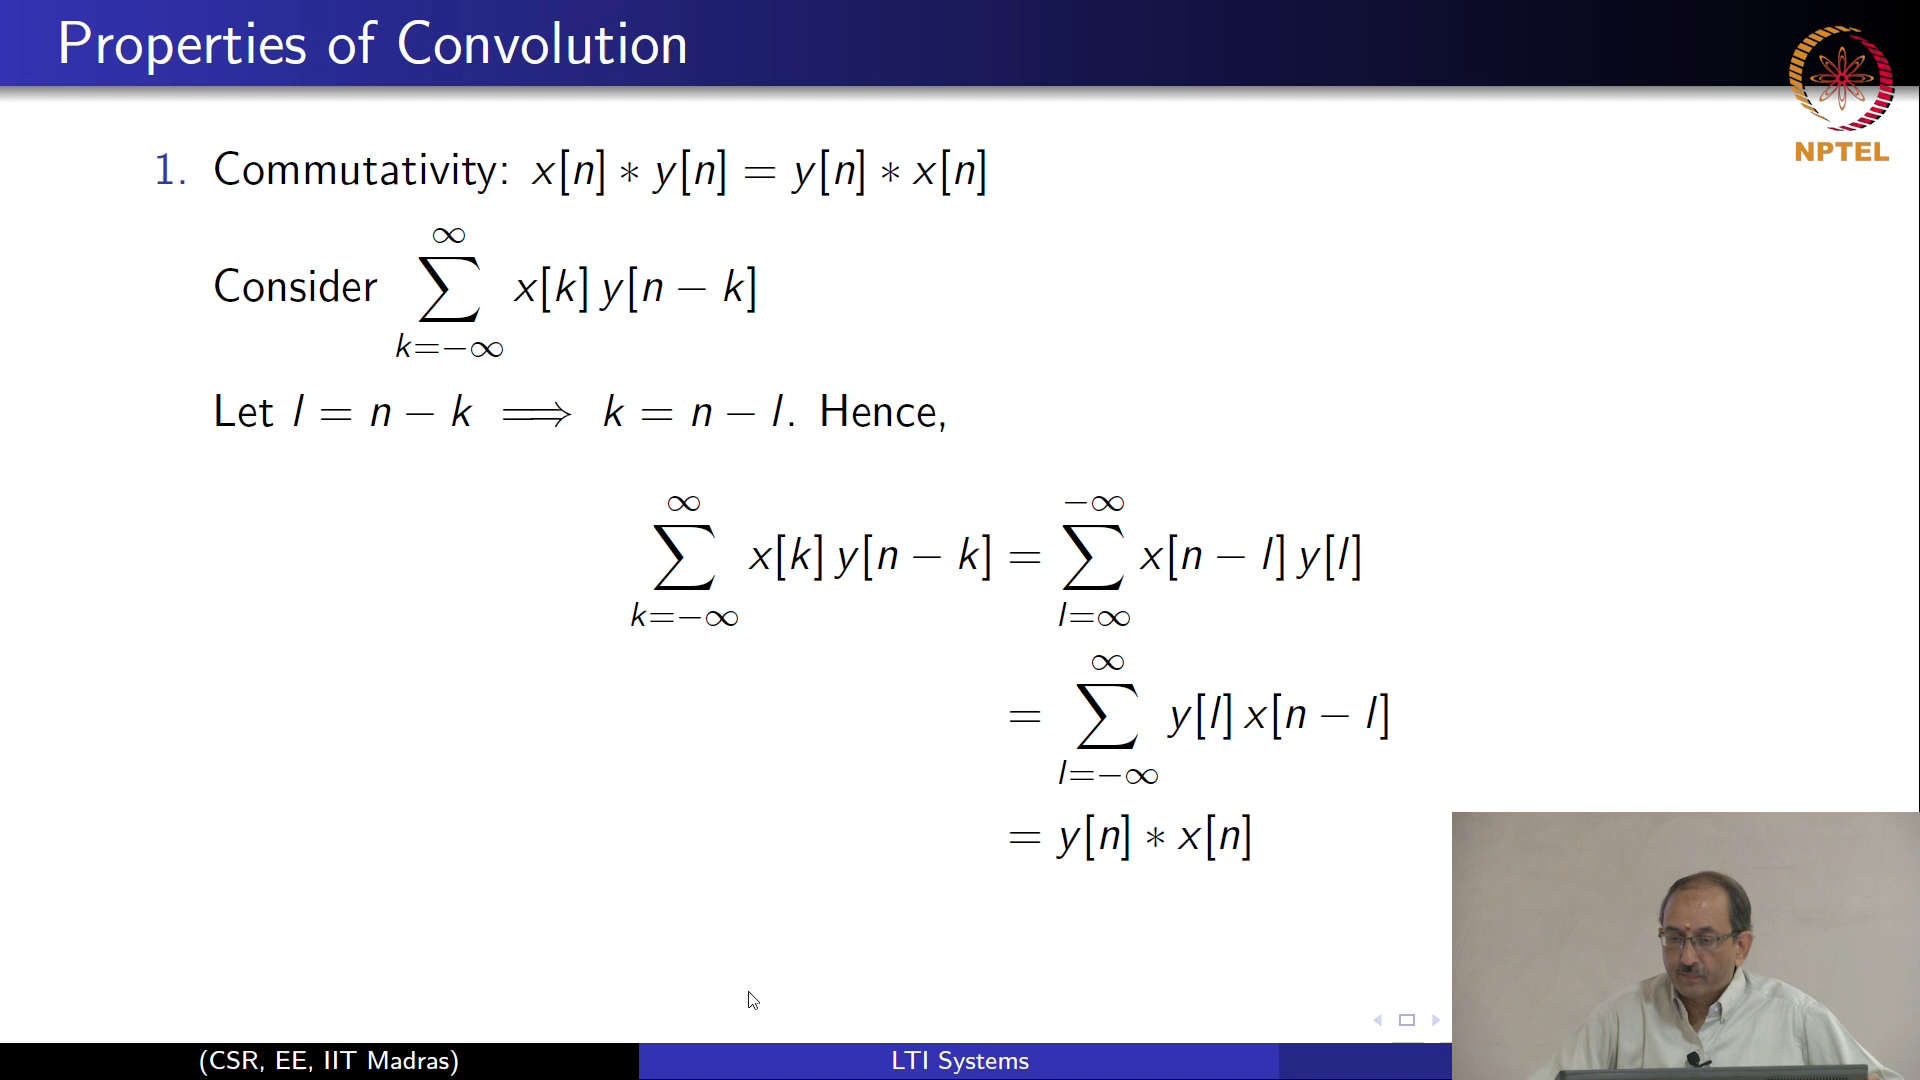 Properties of Convolution
NPTEL
1. Commutativity: x[n] ∗ y[n] = y[n] ∗ x[n]
Consider ∑_{k=−∞}^{∞} x[k] y[n − k]
Let l = n − k ⟹ k = n − l. Hence,
∑_{k=−∞}^{∞} x[k] y[n − k] = ∑_{l=∞}^{−∞} x[n − l] y[l]
= ∑_{l=−∞}^{∞} y[l] x[n − l]
= y[n] ∗ x[n]
(CSR, EE, IIT Madras)
LTI Systems